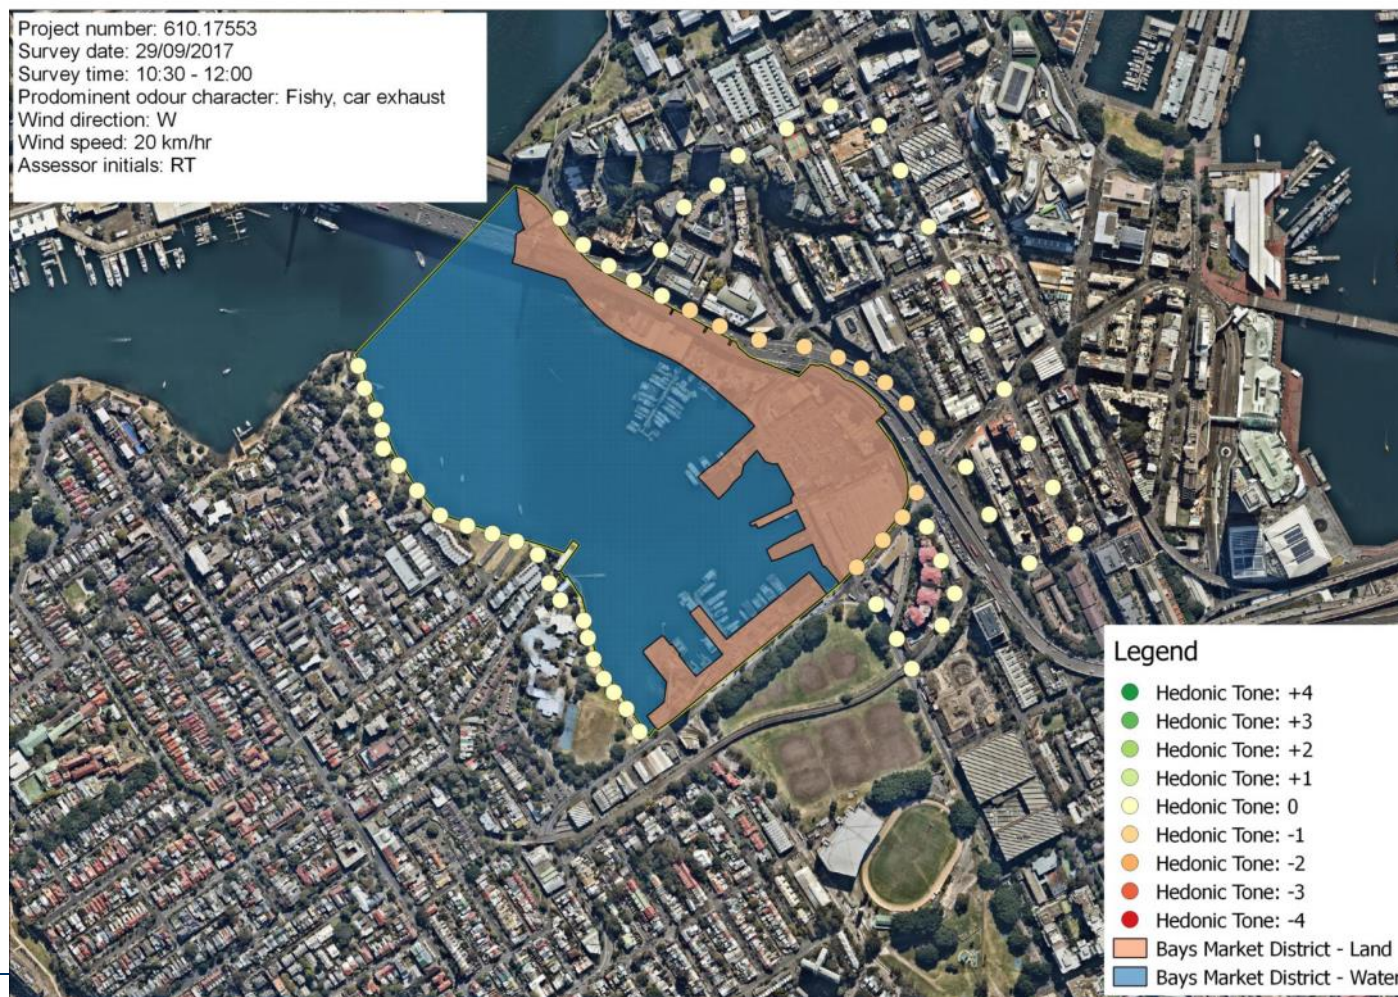 Project number: 610.17553
Survey date: 29/09/2017
Survey time: 10:30 - 12:00
Prodominent odour character: Fishy, car exhaust
Wind direction: W
Wind speed: 20 km/hr
Assessor initials: RT
Legend
Hedonic Tone: +4
Hedonic Tone: +3
Hedonic Tone: +2
Hedonic Tone: +1
Hedonic Tone: 0
Hedonic Tone: -1
Hedonic Tone: -2
Hedonic Tone: -3
Hedonic Tone: -4
Bays Market District - Land
Bays Market District - Water